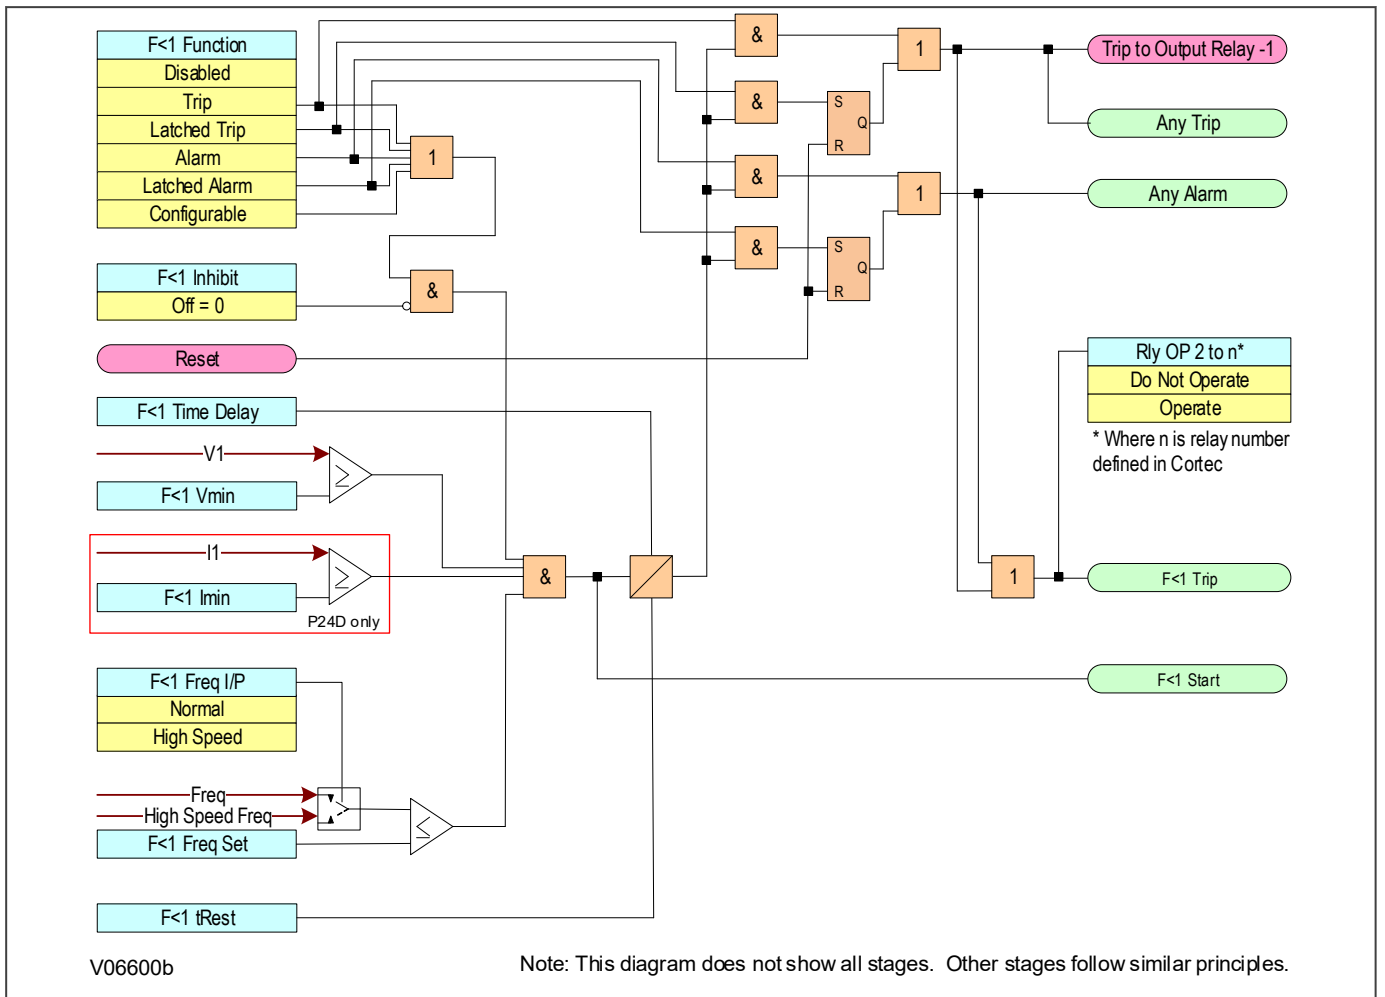 F<1 Function
Disabled
Trip
Latched Trip
Alarm
Latched Alarm
Configurable
1
&
&
&
&
S
Q
R
S
Q
R
1
1
Trip to Output Relay -1
Any Trip
Any Alarm
F<1 Inhibit
Off = 0
&
Reset
Rly OP 2 to n*
Do Not Operate
Operate
* Where n is relay number
defined in Cortec
F<1 Time Delay
V1
F<1 Vmin
≥
I1
F<1 Imin
≥
P24D only
&
1
F<1 Trip
F<1 Start
F<1 Freq I/P
Normal
High Speed
Freq
High Speed Freq
F<1 Freq Set
≤
F<1 tRest
V06600b
Note: This diagram does not show all stages. Other stages follow similar principles.